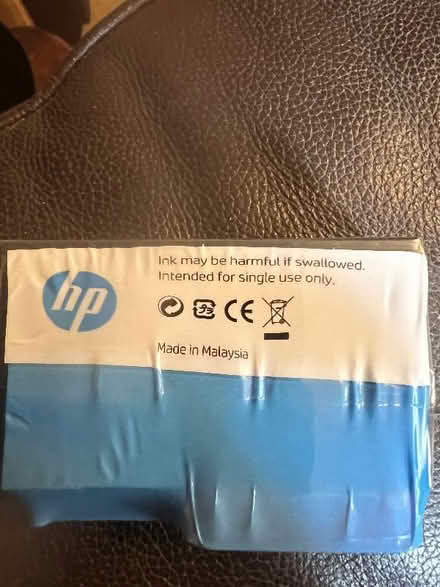 hp
Ink may be harmful if swallowed.
Intended for single use only.
CE
Made in Malaysia